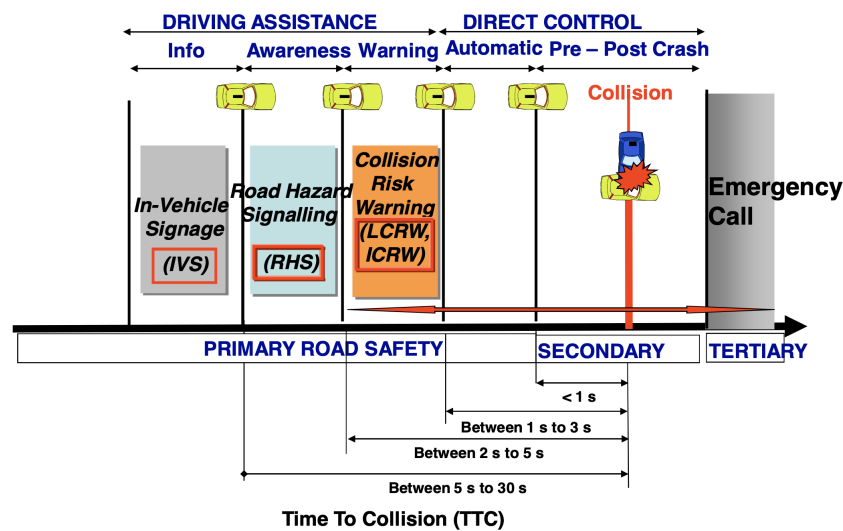 DRIVING ASSISTANCE
DIRECT CONTROL
Info
Awareness
Warning
Automatic
Pre – Post Crash
Collision
In-Vehicle
Signage
(IVS)
Road Hazard
Signalling
(RHS)
Collision
Risk
Warning
(LCRW,
ICRW)
Emergency
Call
PRIMARY ROAD SAFETY
SECONDARY
TERTIARY
< 1 s
Between 1 s to 3 s
Between 2 s to 5 s
Between 5 s to 30 s
Time To Collision (TTC)